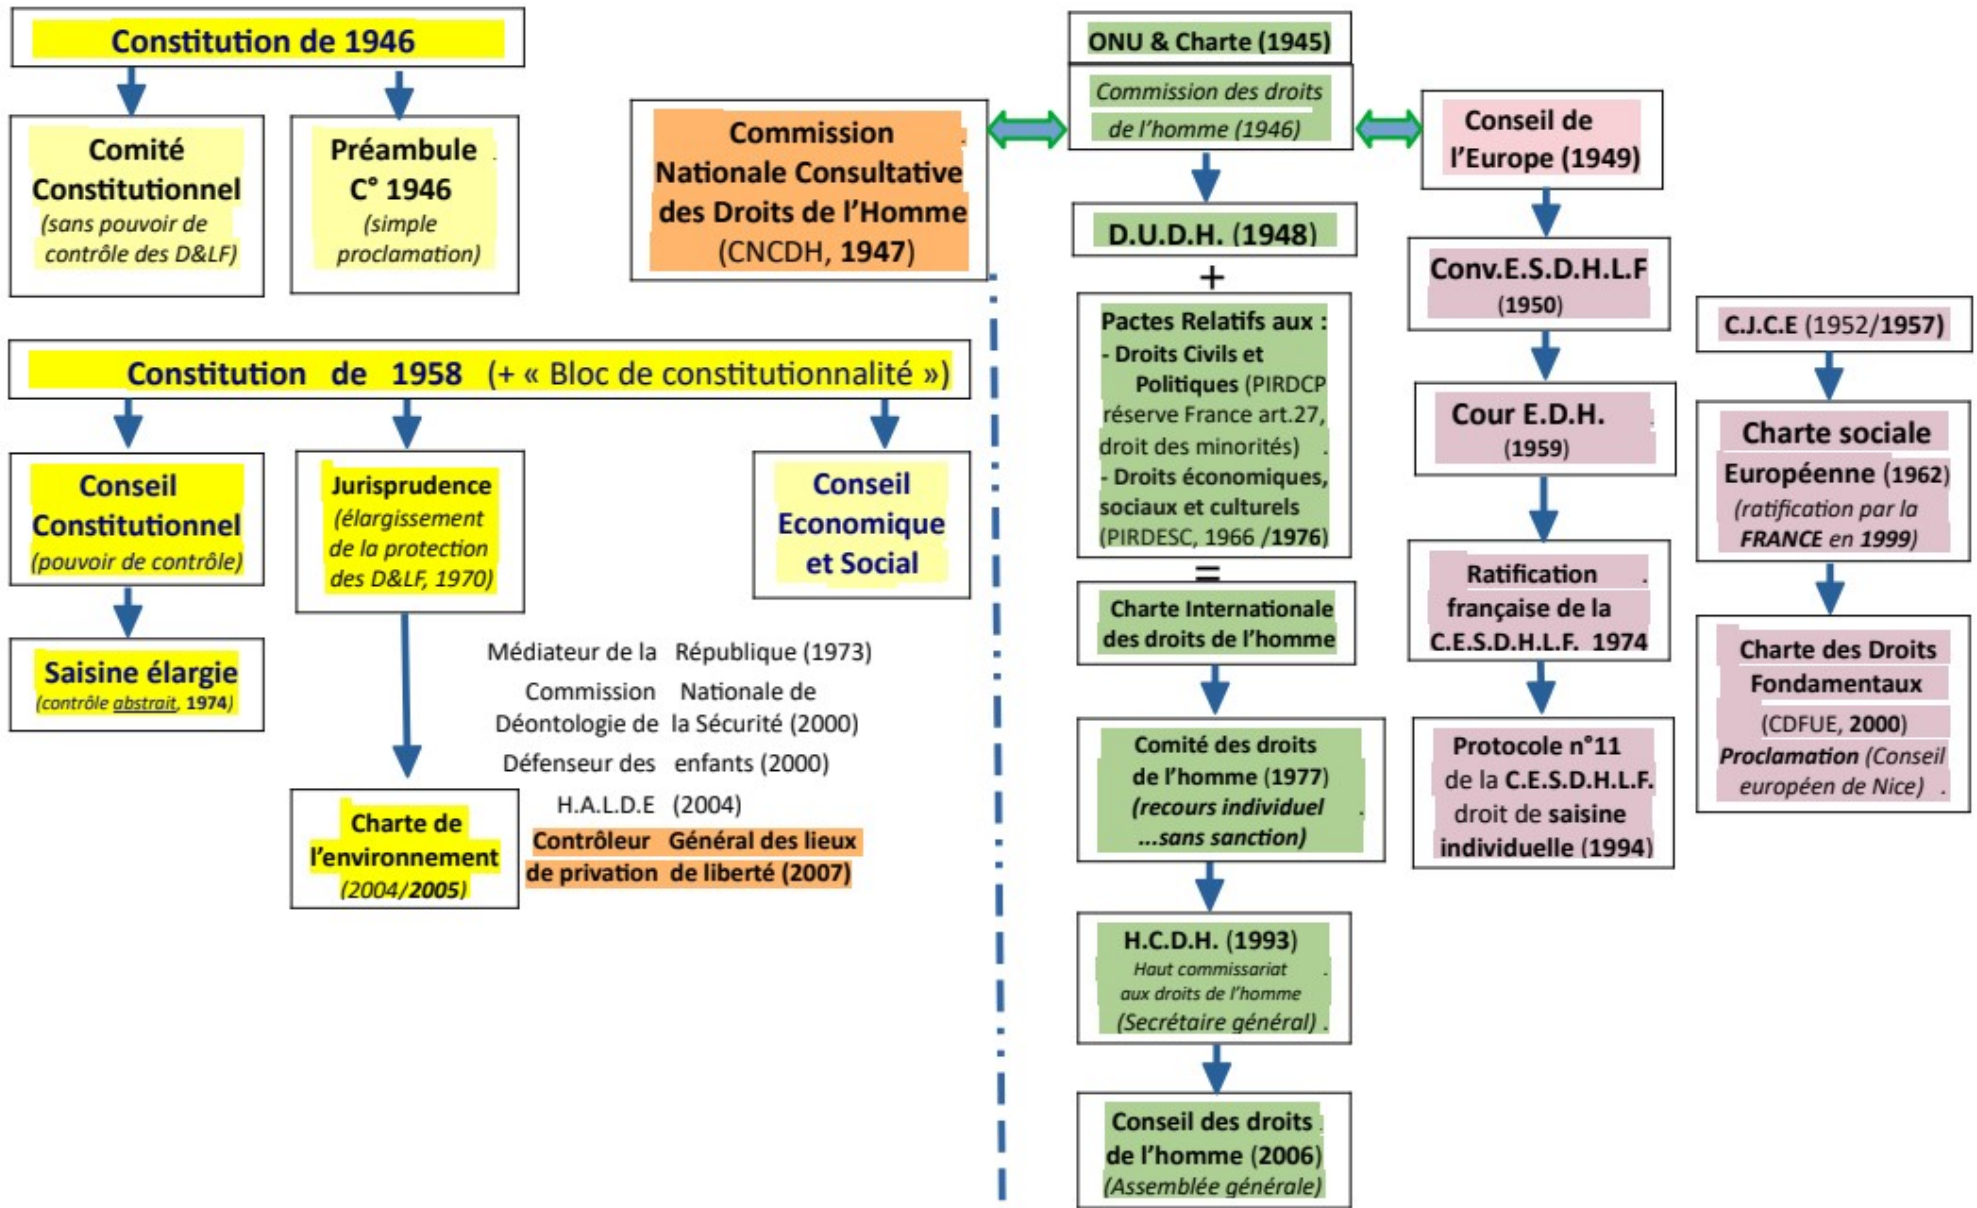 Constitution de 1946
Comité
Constitutionnel
(sans pouvoir de
contrôle des D&LF)
Préambule
C° 1946
(simple
proclamation)
Constitution de 1958 (+ « Bloc de constitutionnalité »)
Conseil
Constitutionnel
(pouvoir de contrôle)
Saisine élargie
(contrôle abstrait, 1974)
Jurisprudence
(élargissement
de la protection
des D&LF, 1970)
Charte de
l'environnement
(2004/2005)
Conseil
Economique
et Social
Médiateur de la République (1973)
Commission Nationale de
Déontologie de la Sécurité (2000)
Défenseur des enfants (2000)
H.A.L.D.E (2004)
Contrôleur Général des lieux
de privation de liberté (2007)
Commission
Nationale Consultative
des Droits de l'Homme
(CNCDH, 1947)
ONU & Charte (1945)
Commission des droits
de l'homme (1946)
D.U.D.H. (1948)
+
Pactes Relatifs aux :
- Droits Civils et
Politiques (PIRDCP
réserve France art.27,
droit des minorités) .
- Droits économiques,
sociaux et culturels
(PIRDESC, 1966 /1976)
=
Charte Internationale
des droits de l'homme
Comité des droits
de l'homme (1977)
(recours individuel
...sans sanction)
H.C.D.H. (1993)
Haut commissariat
aux droits de l'homme
(Secrétaire général) .
Conseil des droits
de l'homme (2006)
(Assemblée générale)
Conseil de
l'Europe (1949)
Conv.E.S.D.H.L.F
(1950)
Cour E.D.H.
(1959)
Ratification
française de la
C.E.S.D.H.L.F. 1974
Protocole n°11
de la C.E.S.D.H.L.F.
droit de saisine
individuelle (1994)
C.J.C.E (1952/1957)
Charte sociale
Européenne (1962)
(ratification par la
FRANCE en 1999)
Charte des Droits
Fondamentaux
(CDFUE, 2000)
Proclamation (Conseil
européen de Nice) .